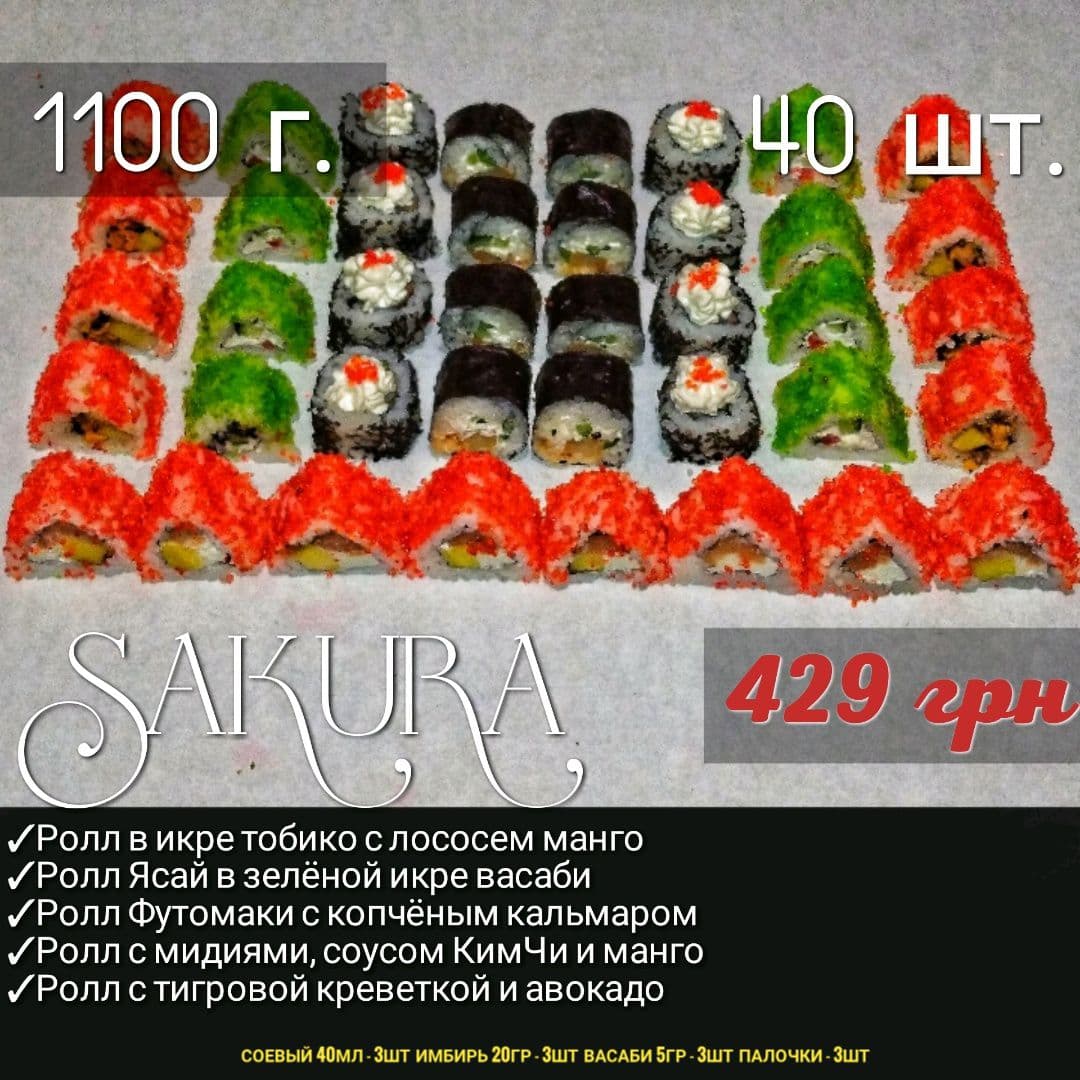 1100 г.
40 шт.
SAKURA
429 грн
✓Ролл в икре тобико с лососем манго
✓Ролл Ясай в зелёной икре васаби
✓Ролл Футомаки с копчёным кальмаром
✓Ролл с мидиями, соусом КимЧи и манго
✓Ролл с тигровой креветкой и авокадо
СОЕВЫЙ 40МЛ - 3ШТ ИМБИРЬ 20ГР - 3ШТ ВАСАБИ 5ГР - 3ШТ ПАЛОЧКИ - 3ШТ